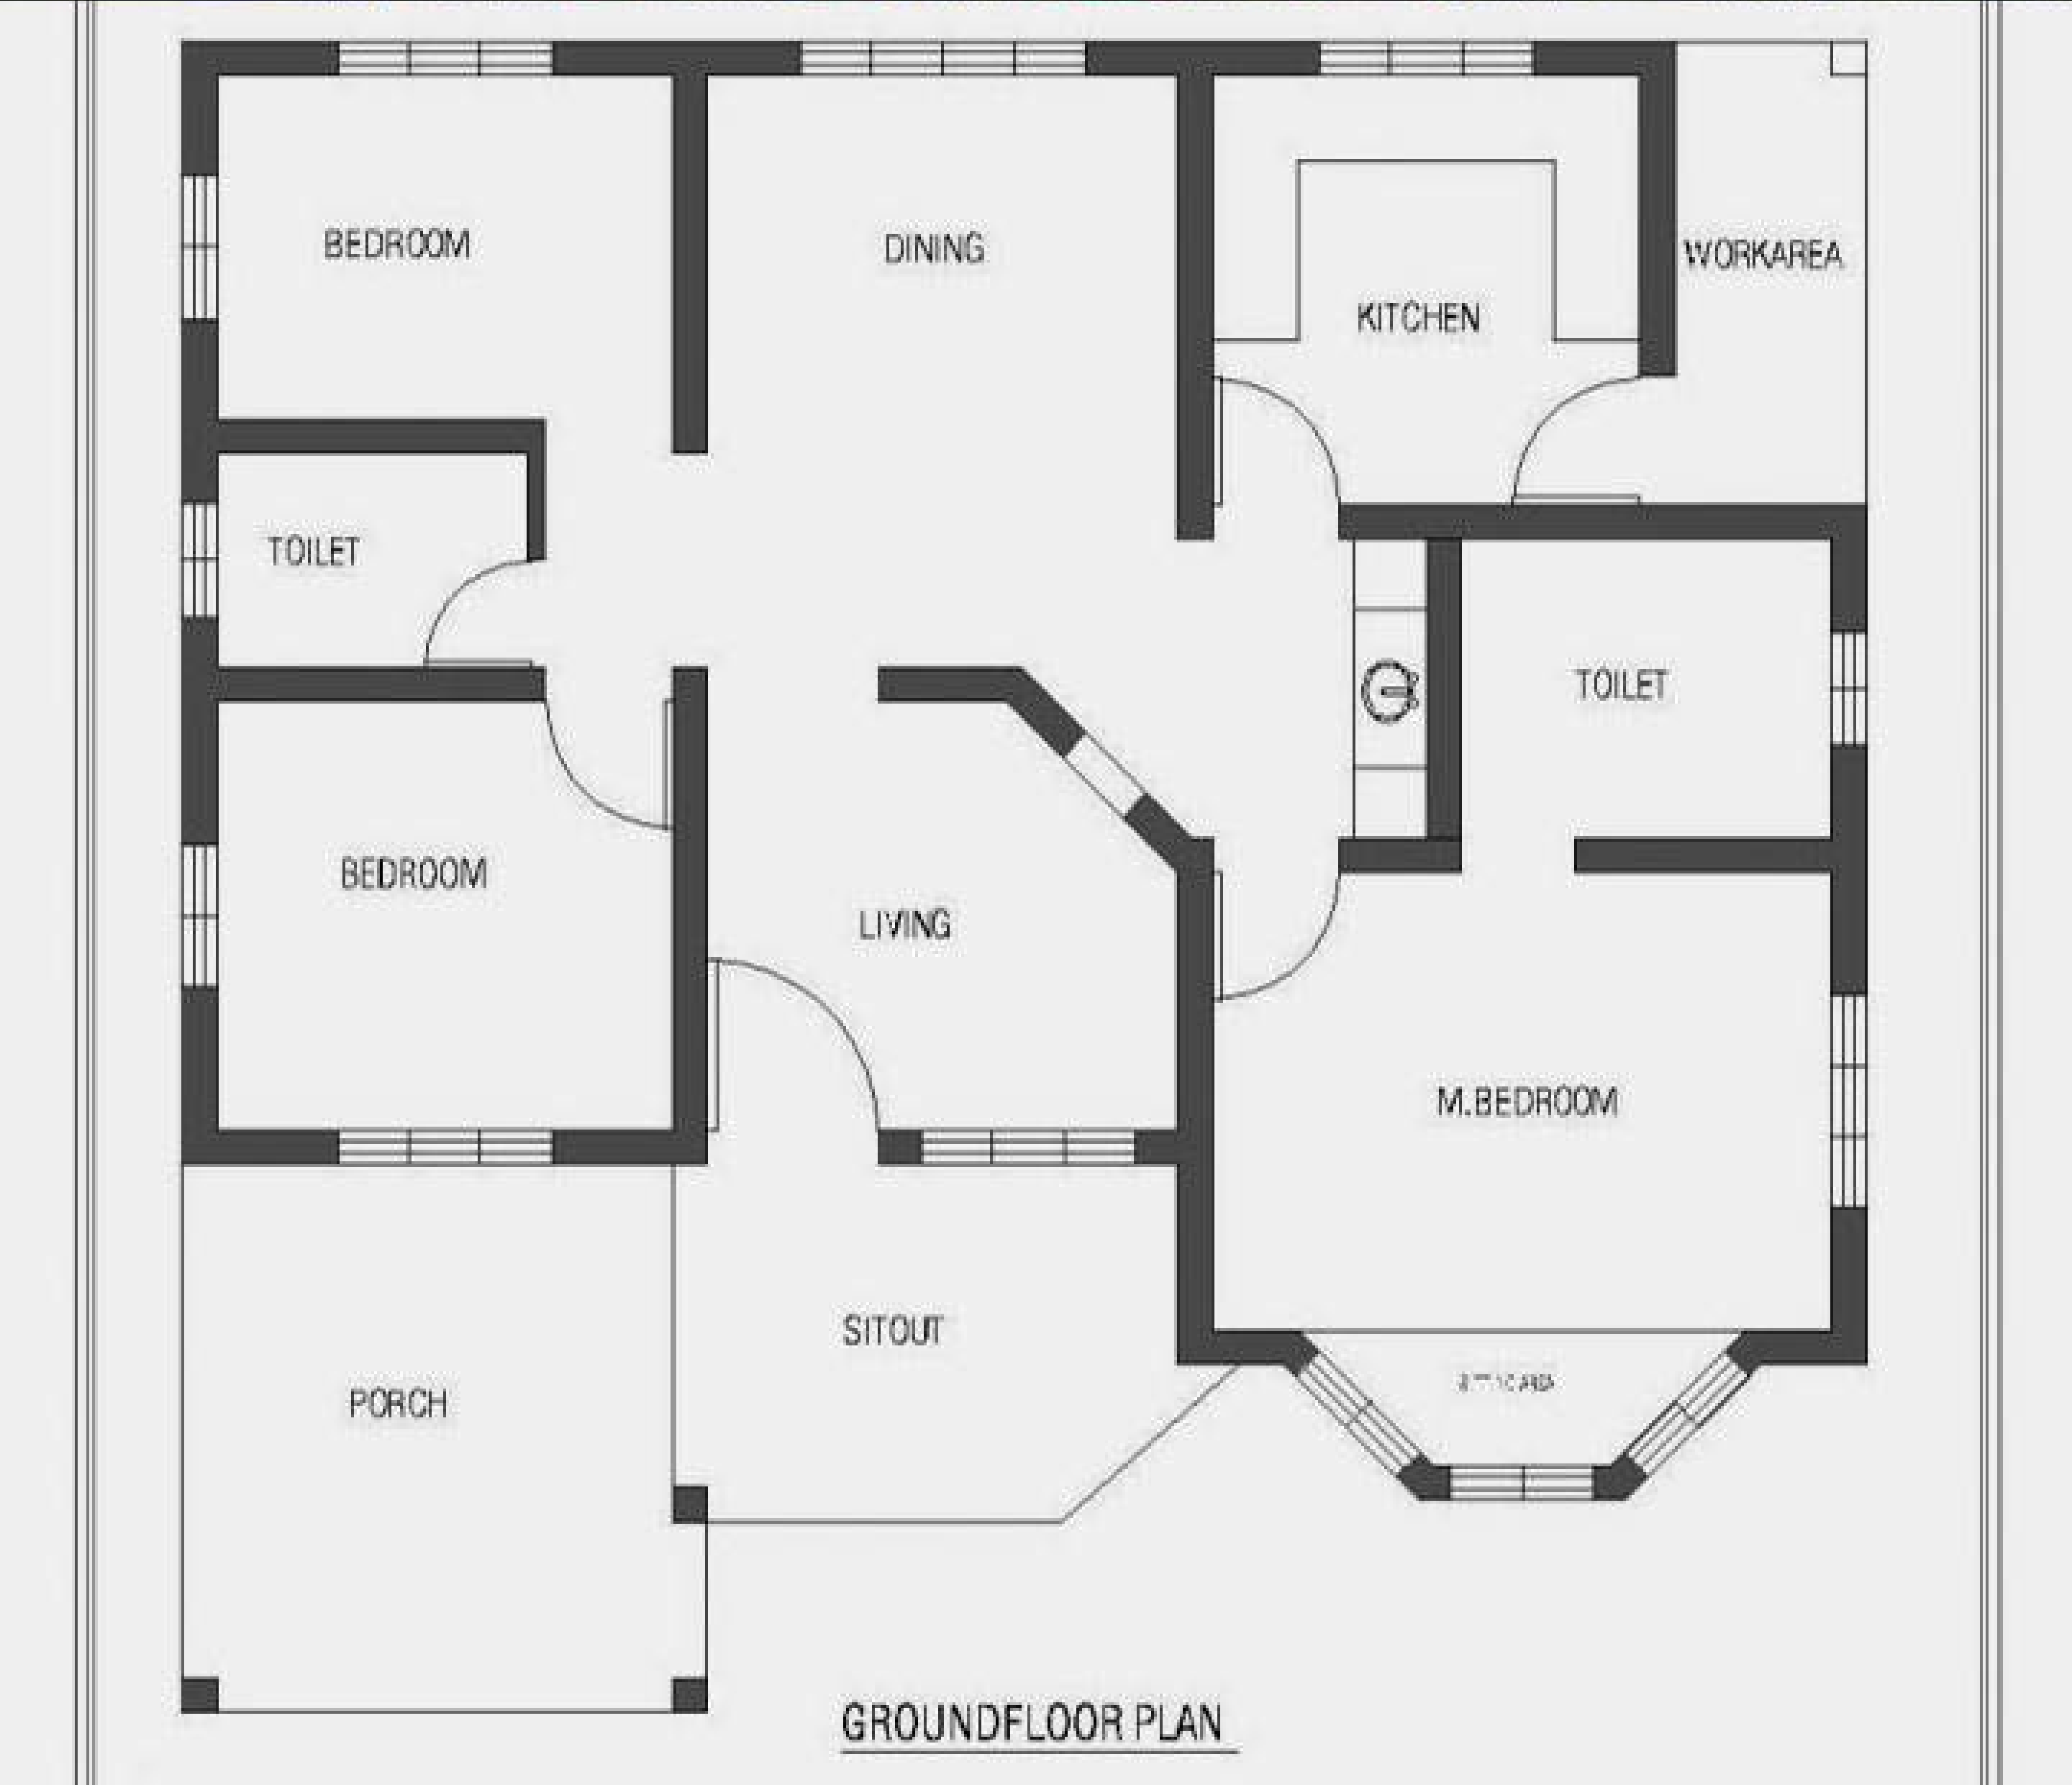 BEDROOM
DINING
WORKAREA
KITCHEN
TOILET
TOILET
BEDROOM
LIVING
M.BEDROOM
SITOUT
PORCH
GROUNDFLOOR PLAN